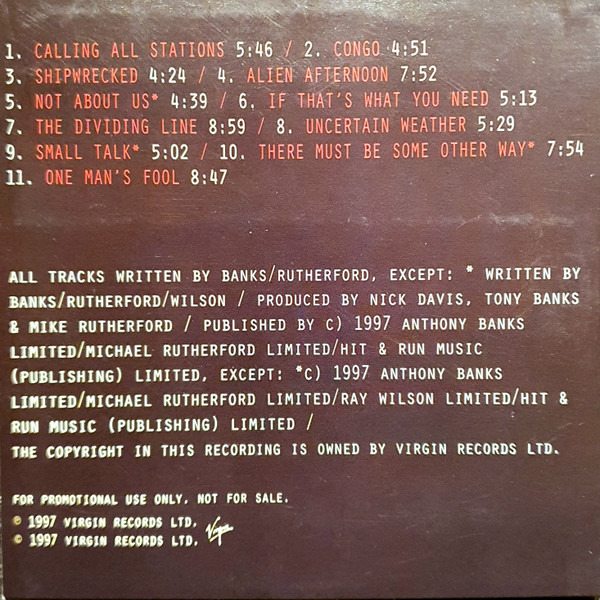 1. CALLING ALL STATIONS 5:46 / 2. CONGO 4:51
3. SHIPWRECKED 4:24 / 4. ALIEN AFTERNOON 7:52
5. NOT ABOUT US* 4:39 / 6. IF THAT'S WHAT YOU NEED 5:13
7. THE DIVIDING LINE 8:59 / 8. UNCERTAIN WEATHER 5:29
9. SMALL TALK* 5:02 / 10. THERE MUST BE SOME OTHER WAY* 7:54
11. ONE MAN'S FOOL 8:47
ALL TRACKS WRITTEN BY BANKS/RUTHERFORD, EXCEPT: * WRITTEN BY
BANKS/RUTHERFORD/WILSON / PRODUCED BY NICK DAVIS, TONY BANKS
& MIKE RUTHERFORD / PUBLISHED BY C) 1997 ANTHONY BANKS
LIMITED/MICHAEL RUTHERFORD LIMITED/HIT & RUN MUSIC
(PUBLISHING) LIMITED, EXCEPT: *C) 1997 ANTHONY BANKS
LIMITED/MICHAEL RUTHERFORD LIMITED/RAY WILSON LIMITED/HIT &
RUN MUSIC (PUBLISHING) LIMITED /
THE COPYRIGHT IN THIS RECORDING IS OWNED BY VIRGIN RECORDS LTD.
FOR PROMOTIONAL USE ONLY, NOT FOR SALE.
℗ 1997 VIRGIN RECORDS LTD.
© 1997 VIRGIN RECORDS LTD. Virgin